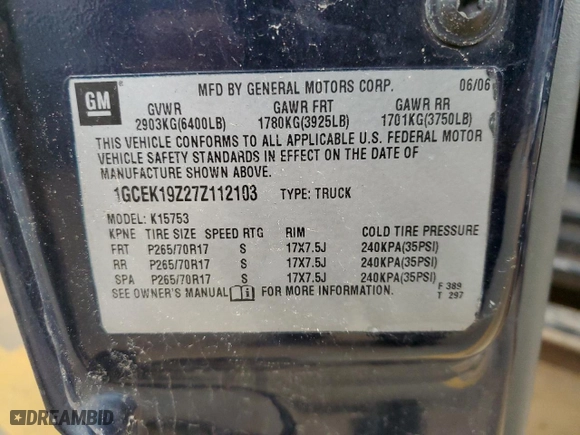 GM
MFD BY GENERAL MOTORS CORP. 06/06
GVWR GAWR FRT GAWR RR
2903KG(6400LB) 1780KG(3925LB) 1701KG(3750LB)
THIS VEHICLE CONFORMS TO ALL APPLICABLE U.S. FEDERAL MOTOR
VEHICLE SAFETY STANDARDS IN EFFECT ON THE DATE OF
MANUFACTURE SHOWN ABOVE.
1GCEK19Z27Z112103 TYPE: TRUCK
MODEL: K15753
KPNE TIRE SIZE SPEED RTG RIM COLD TIRE PRESSURE
FRT P265/70R17 S 17X7.5J 240KPA(35PSI)
RR P265/70R17 S 17X7.5J 240KPA(35PSI)
SPA P265/70R17 S 17X7.5J 240KPA(35PSI)
SEE OWNER'S MANUAL FOR MORE INFORMATION. F 389
T 297
DREAMBID